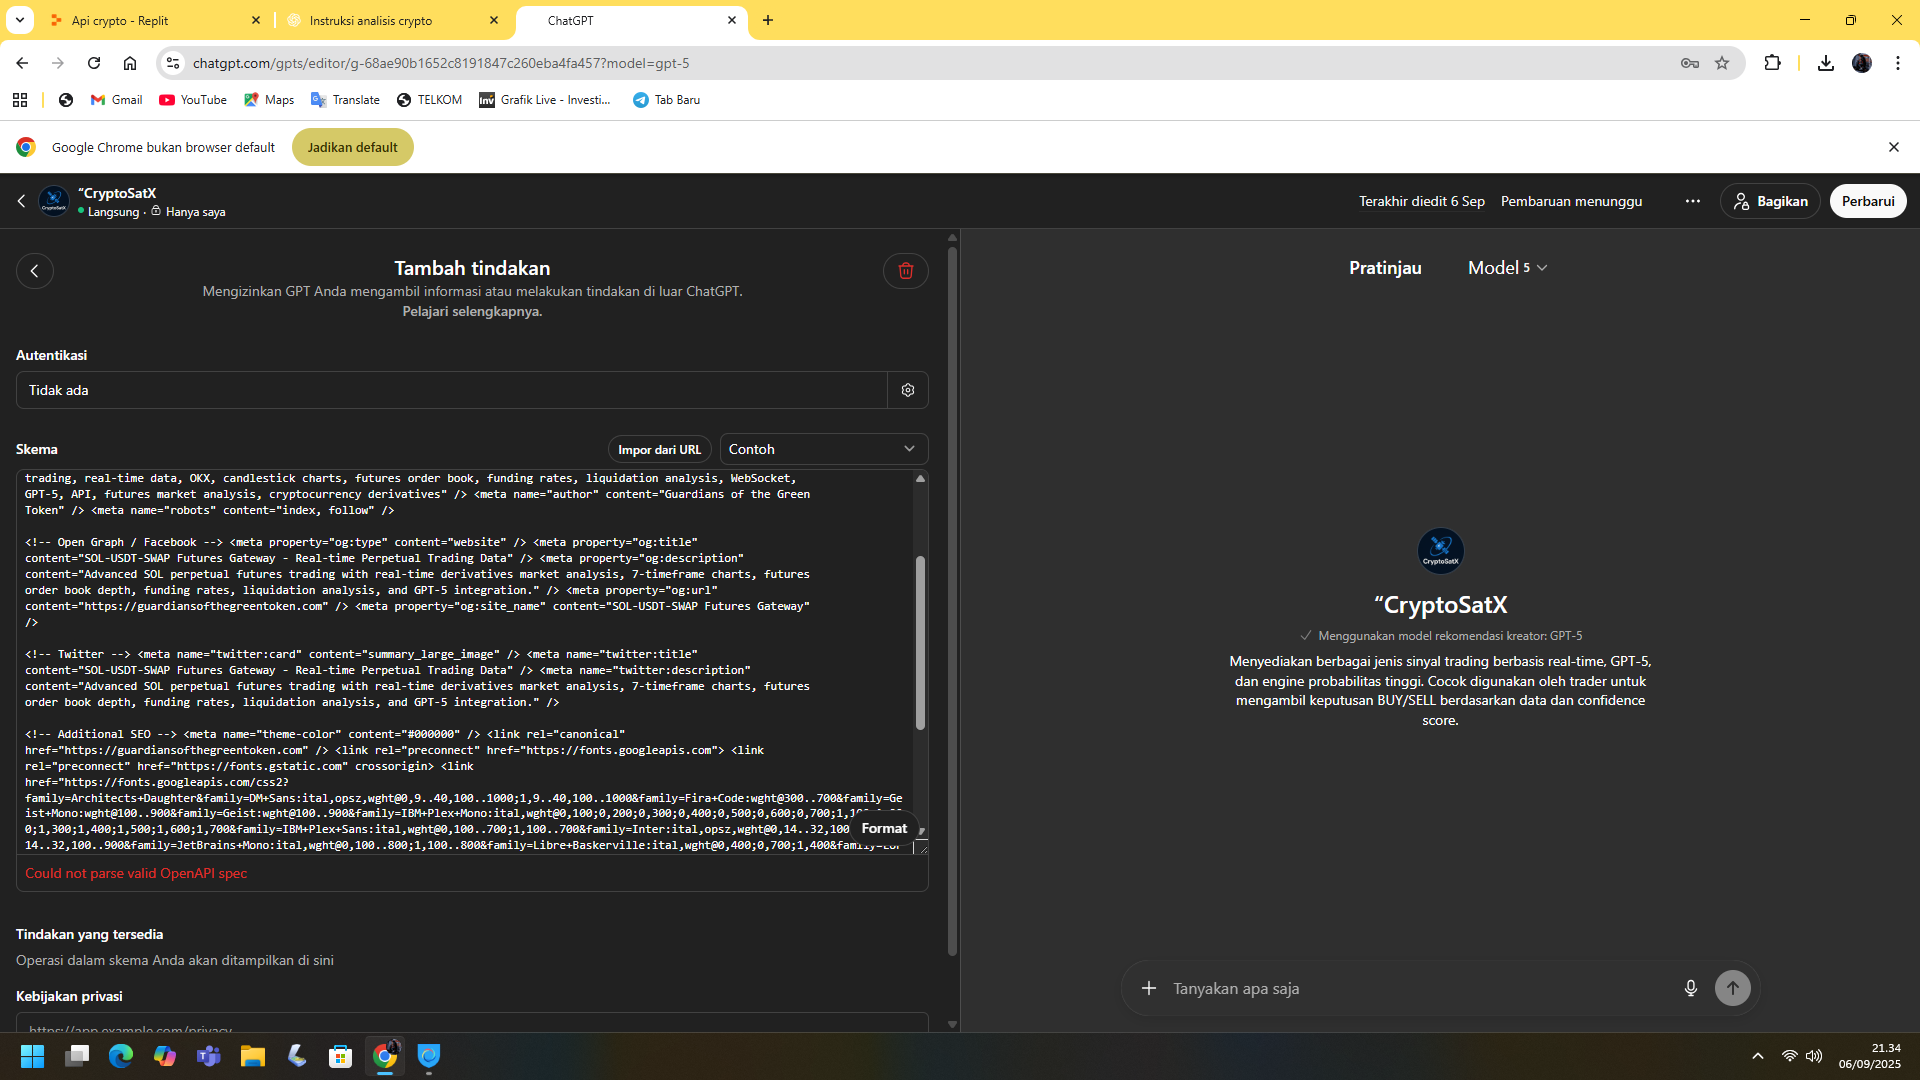 Api crypto - Replit
Instruksi analisis crypto
ChatGPT
chatgpt.com/gpts/editor/g-68ae90b1652c8191847c260eba4fa457?model=gpt-5
Gmail
YouTube
Maps
Translate
TELKOM
Inv
Grafik Live - Investi...
Tab Baru
Google Chrome bukan browser default
Jadikan default
“CryptoSatX
Langsung · Hanya saya
Terakhir diedit 6 Sep
Pembaruan menunggu
Bagikan
Perbarui
Tambah tindakan
Mengizinkan GPT Anda mengambil informasi atau melakukan tindakan di luar ChatGPT.
Pelajari selengkapnya.
Autentikasi
Tidak ada
Skema
Impor dari URL
Contoh
trading, real-time data, OKX, candlestick charts, futures order book, funding rates, liquidation analysis, WebSocket,
GPT-5, API, futures market analysis, cryptocurrency derivatives" /> <meta name="author" content="Guardians of the Green
Token" /> <meta name="robots" content="index, follow" />
<!-- Open Graph / Facebook --> <meta property="og:type" content="website" /> <meta property="og:title"
content="SOL-USDT-SWAP Futures Gateway - Real-time Perpetual Trading Data" /> <meta property="og:description"
content="Advanced SOL perpetual futures trading with real-time derivatives market analysis, 7-timeframe charts, futures
order book depth, funding rates, liquidation analysis, and GPT-5 integration." /> <meta property="og:url"
content="https://guardiansofthegreentoken.com" /> <meta property="og:site_name" content="SOL-USDT-SWAP Futures Gateway"
/>
<!-- Twitter --> <meta name="twitter:card" content="summary_large_image" /> <meta name="twitter:title"
content="SOL-USDT-SWAP Futures Gateway - Real-time Perpetual Trading Data" /> <meta name="twitter:description"
content="Advanced SOL perpetual futures trading with real-time derivatives market analysis, 7-timeframe charts, futures
order book depth, funding rates, liquidation analysis, and GPT-5 integration." />
<!-- Additional SEO --> <meta name="theme-color" content="#000000" /> <link rel="canonical"
href="https://guardiansofthegreentoken.com" /> <link rel="preconnect" href="https://fonts.googleapis.com"> <link
rel="preconnect" href="https://fonts.gstatic.com" crossorigin> <link
href="https://fonts.googleapis.com/css2?
family=Architects+Daughter&family=DM+Sans:ital,opsz,wght@0,9..40,100..1000;1,9..40,100..1000&family=Fira+Code:wght@300..700&family=Ge
ist+Mono:wght@100..900&family=Geist:wght@100..900&family=IBM+Plex+Mono:ital,wght@0,100;0,200;0,300;0,400;0,500;0,600;0,700;1,100
0;1,300;1,400;1,500;1,600;1,700&family=IBM+Plex+Sans:ital,wght@0,100..700;1,100..700&family=Inter:ital,opsz,wght@0,14..32,100
14..32,100..900&family=JetBrains+Mono:ital,wght@0,100..800;1,100..800&family=Libre+Baskerville:ital,wght@0,400;0,700;1,400&family=Lor
Format
Could not parse valid OpenAPI spec
Tindakan yang tersedia
Operasi dalam skema Anda akan ditampilkan di sini
Kebijakan privasi
https://app.example.com/privacy
Pratinjau
Model 5
CryptoSatX
“CryptoSatX
Menggunakan model rekomendasi kreator: GPT-5
Menyediakan berbagai jenis sinyal trading berbasis real-time, GPT-5,
dan engine probabilitas tinggi. Cocok digunakan oleh trader untuk
mengambil keputusan BUY/SELL berdasarkan data dan confidence
score.
Tanyakan apa saja
21.34
06/09/2025